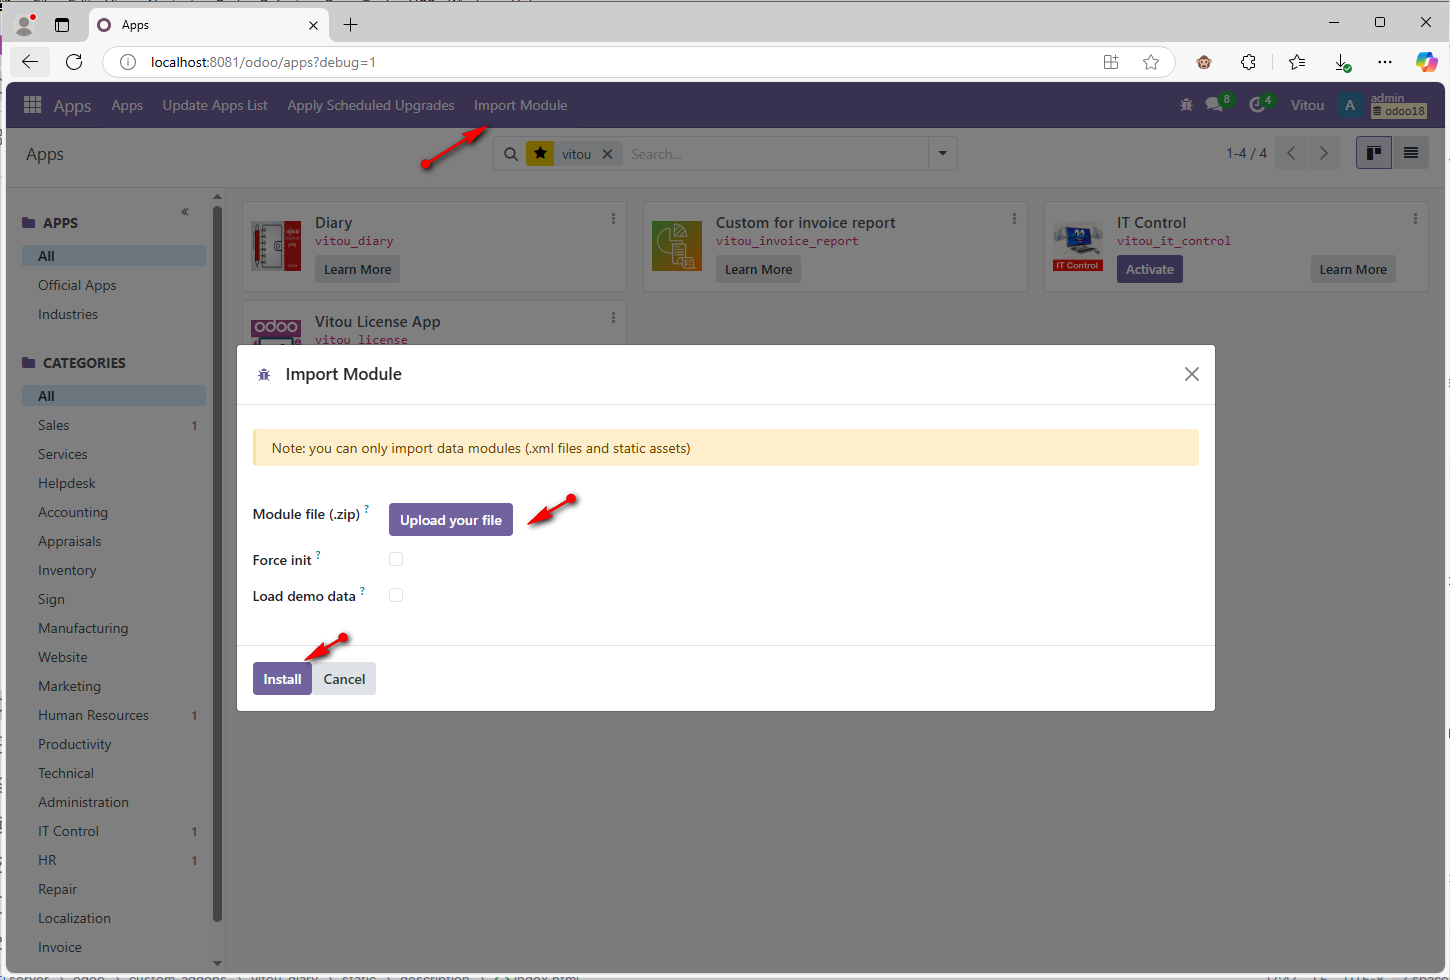 Apps
localhost:8081/odoo/apps?debug=1
Apps Apps Update Apps List Apply Scheduled Upgrades Import Module 8 4 Vitou A admin odoo18
Apps vitou Search... 1-4 / 4
APPS
All
Official Apps
Industries
CATEGORIES
All
Sales 1
Services
Helpdesk
Accounting
Appraisals
Inventory
Sign
Manufacturing
Website
Marketing
Human Resources 1
Productivity
Technical
Administration
IT Control 1
HR 1
Repair
Localization
Invoice
Diary
vitou_diary
Learn More
Custom for invoice report
vitou_invoice_report
Learn More
IT Control
IT Control
vitou_it_control
Activate Learn More
odoo
Vitou License App
vitou_license
Import Module
Note: you can only import data modules (.xml files and static assets)
Module file (.zip) ? Upload your file
Force init ?
Load demo data ?
Install Cancel